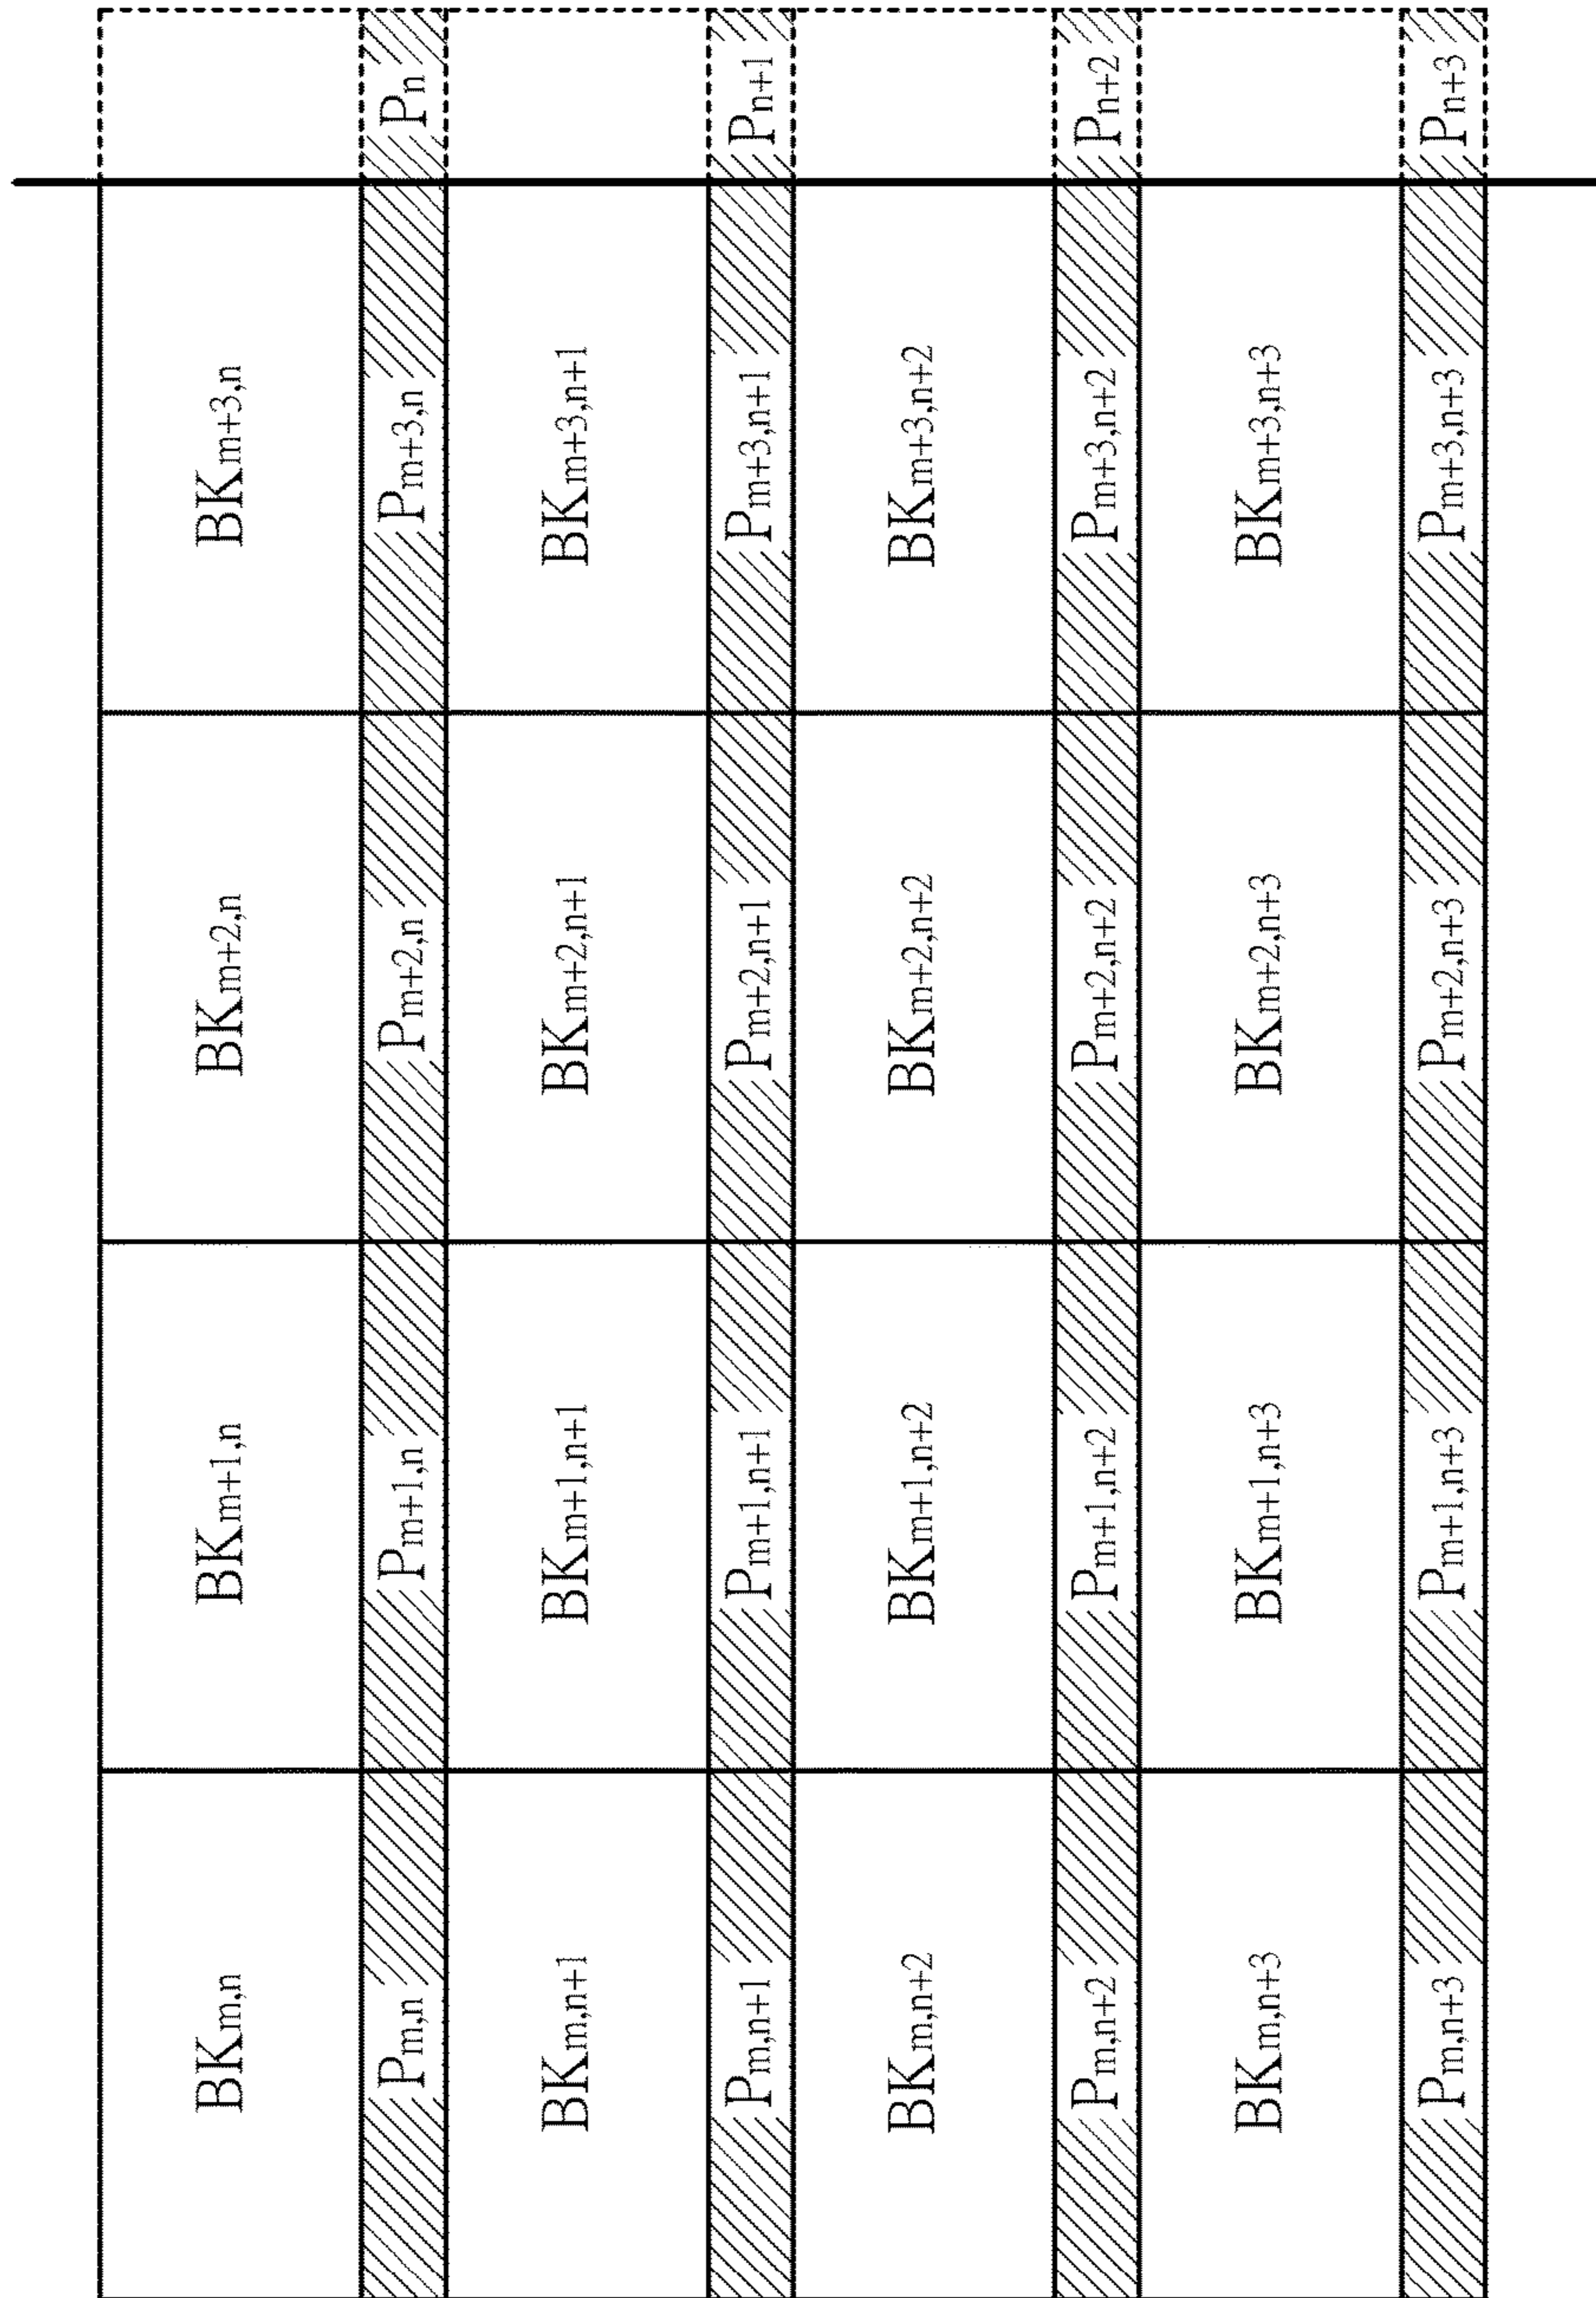 BKm,n BKm+1,n BKm+2,n BKm+3,n
Pm,n Pm+1,n Pm+2,n Pm+3,n Pn
BKm,n+1 BKm+1,n+1 BKm+2,n+1 BKm+3,n+1
Pm,n+1 Pm+1,n+1 Pm+2,n+1 Pm+3,n+1 Pn+1
BKm,n+2 BKm+1,n+2 BKm+2,n+2 BKm+3,n+2
Pm,n+2 Pm+1,n+2 Pm+2,n+2 Pm+3,n+2 Pn+2
BKm,n+3 BKm+1,n+3 BKm+2,n+3 BKm+3,n+3
Pm,n+3 Pm+1,n+3 Pm+2,n+3 Pm+3,n+3 Pn+3